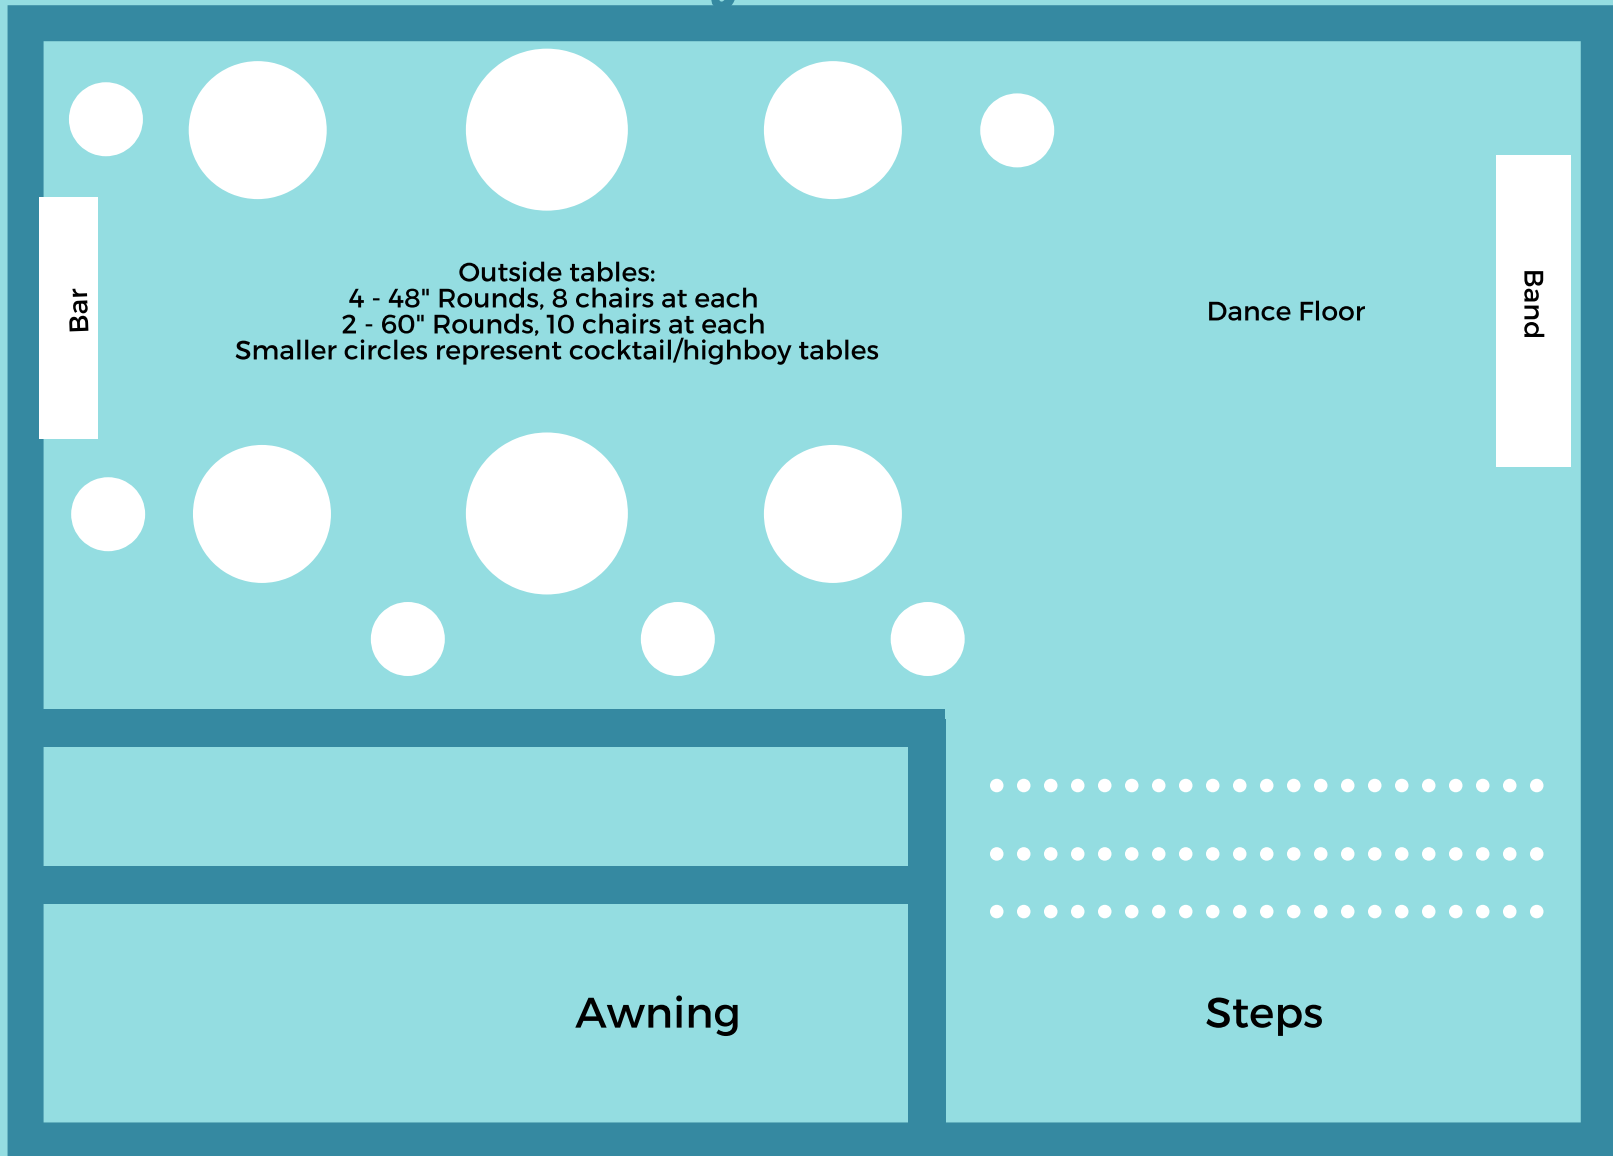 Outside tables:
4 - 48" Rounds, 8 chairs at each
2 - 60" Rounds, 10 chairs at each
Smaller circles represent cocktail/highboy tables
Bar
Dance Floor
Band
Awning
Steps